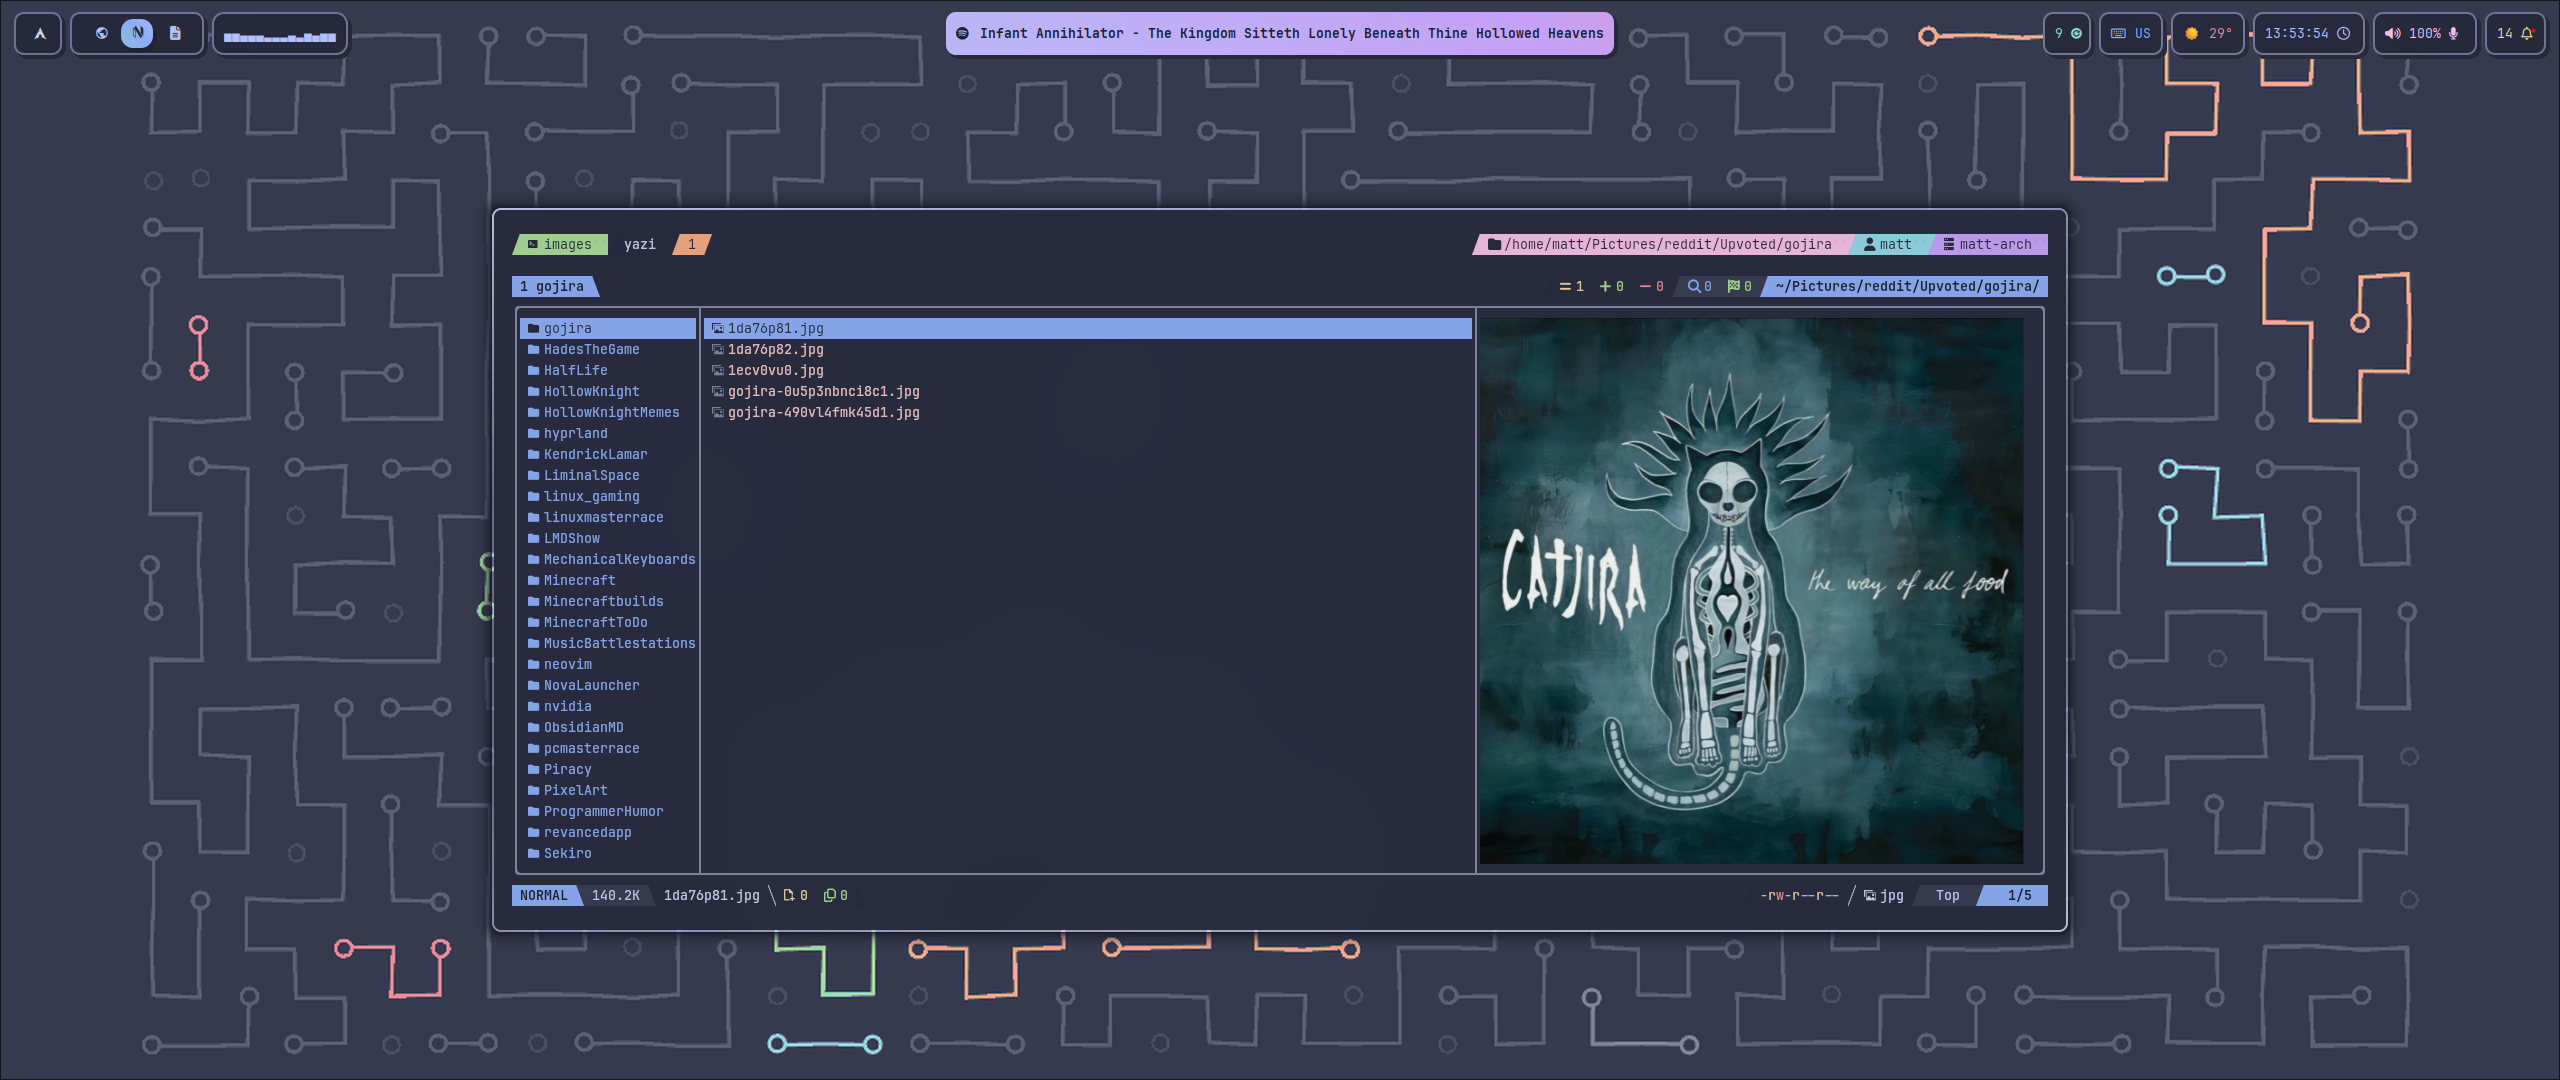 N
Infant Annihilator - The Kingdom Sitteth Lonely Beneath Thine Hollowed Heavens
9
US
29°
13:53:54
100%
14
images yazi 1
/home/matt/Pictures/reddit/Upvoted/gojira matt matt-arch
1 gojira
= 1 + 0 - 0 0 0 ~/Pictures/reddit/Upvoted/gojira/
gojira
HadesTheGame
HalfLife
HollowKnight
HollowKnightMemes
hyprland
KendrickLamar
LiminalSpace
linux_gaming
linuxmasterrace
LMDShow
MechanicalKeyboards
Minecraft
Minecraftbuilds
MinecraftToDo
MusicBattlestations
neovim
NovaLauncher
nvidia
ObsidianMD
pcmasterrace
Piracy
PixelArt
ProgrammerHumor
revancedapp
Sekiro
1da76p81.jpg
1da76p82.jpg
1ecv0vu0.jpg
gojira-0u5p3nbnci8c1.jpg
gojira-490vl4fmk45d1.jpg
CATJIRA
the way of all food
NORMAL 140.2K 1da76p81.jpg 0 0
-rw-r--r-- jpg Top 1/5